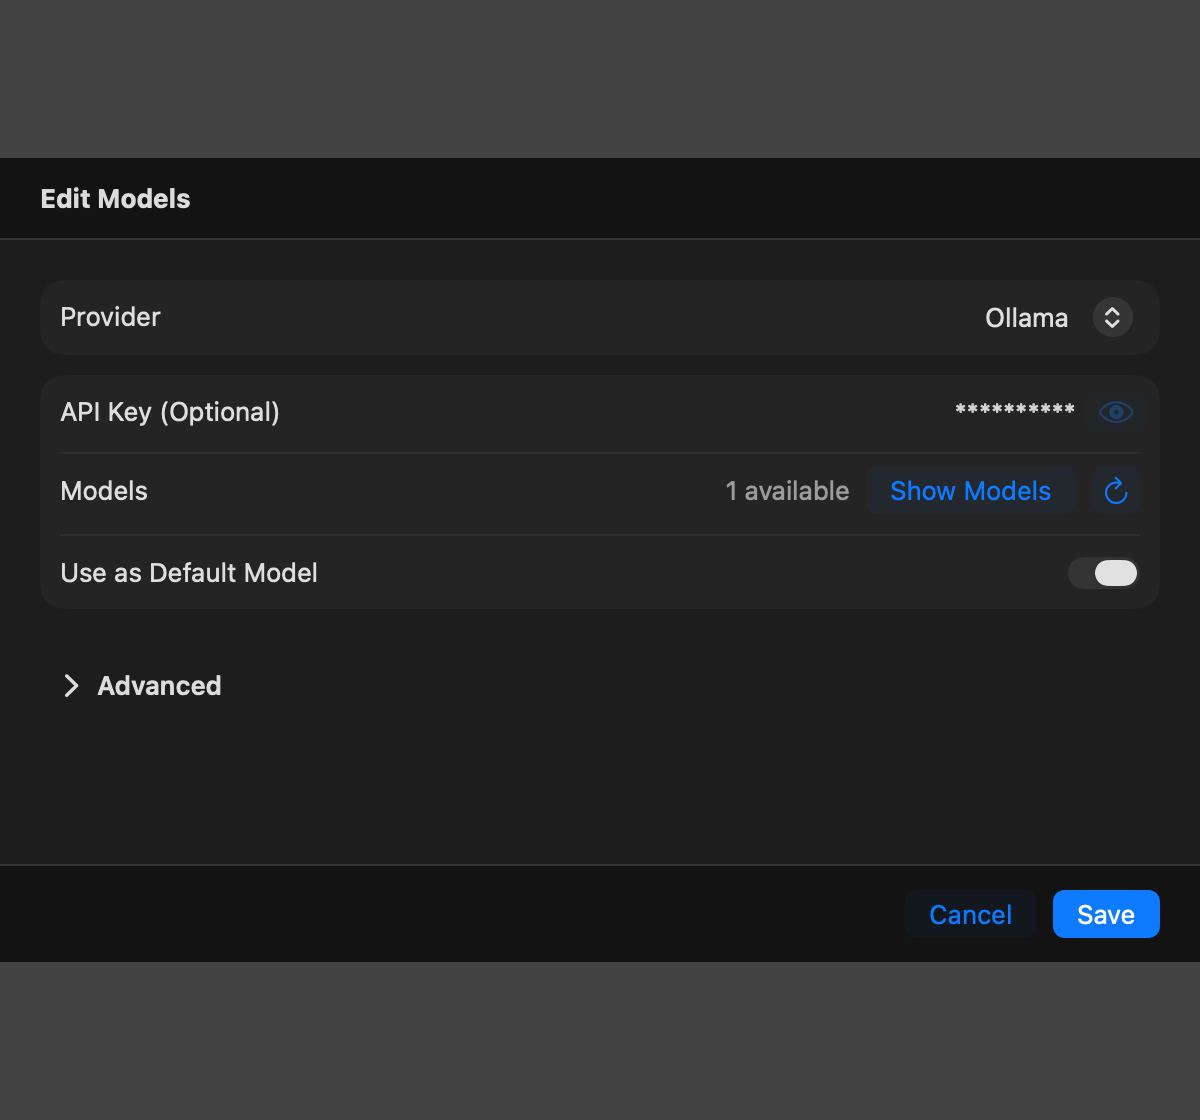 Edit Models
Provider Ollama
API Key (Optional) **********
Models 1 available Show Models
Use as Default Model
Advanced
Cancel Save